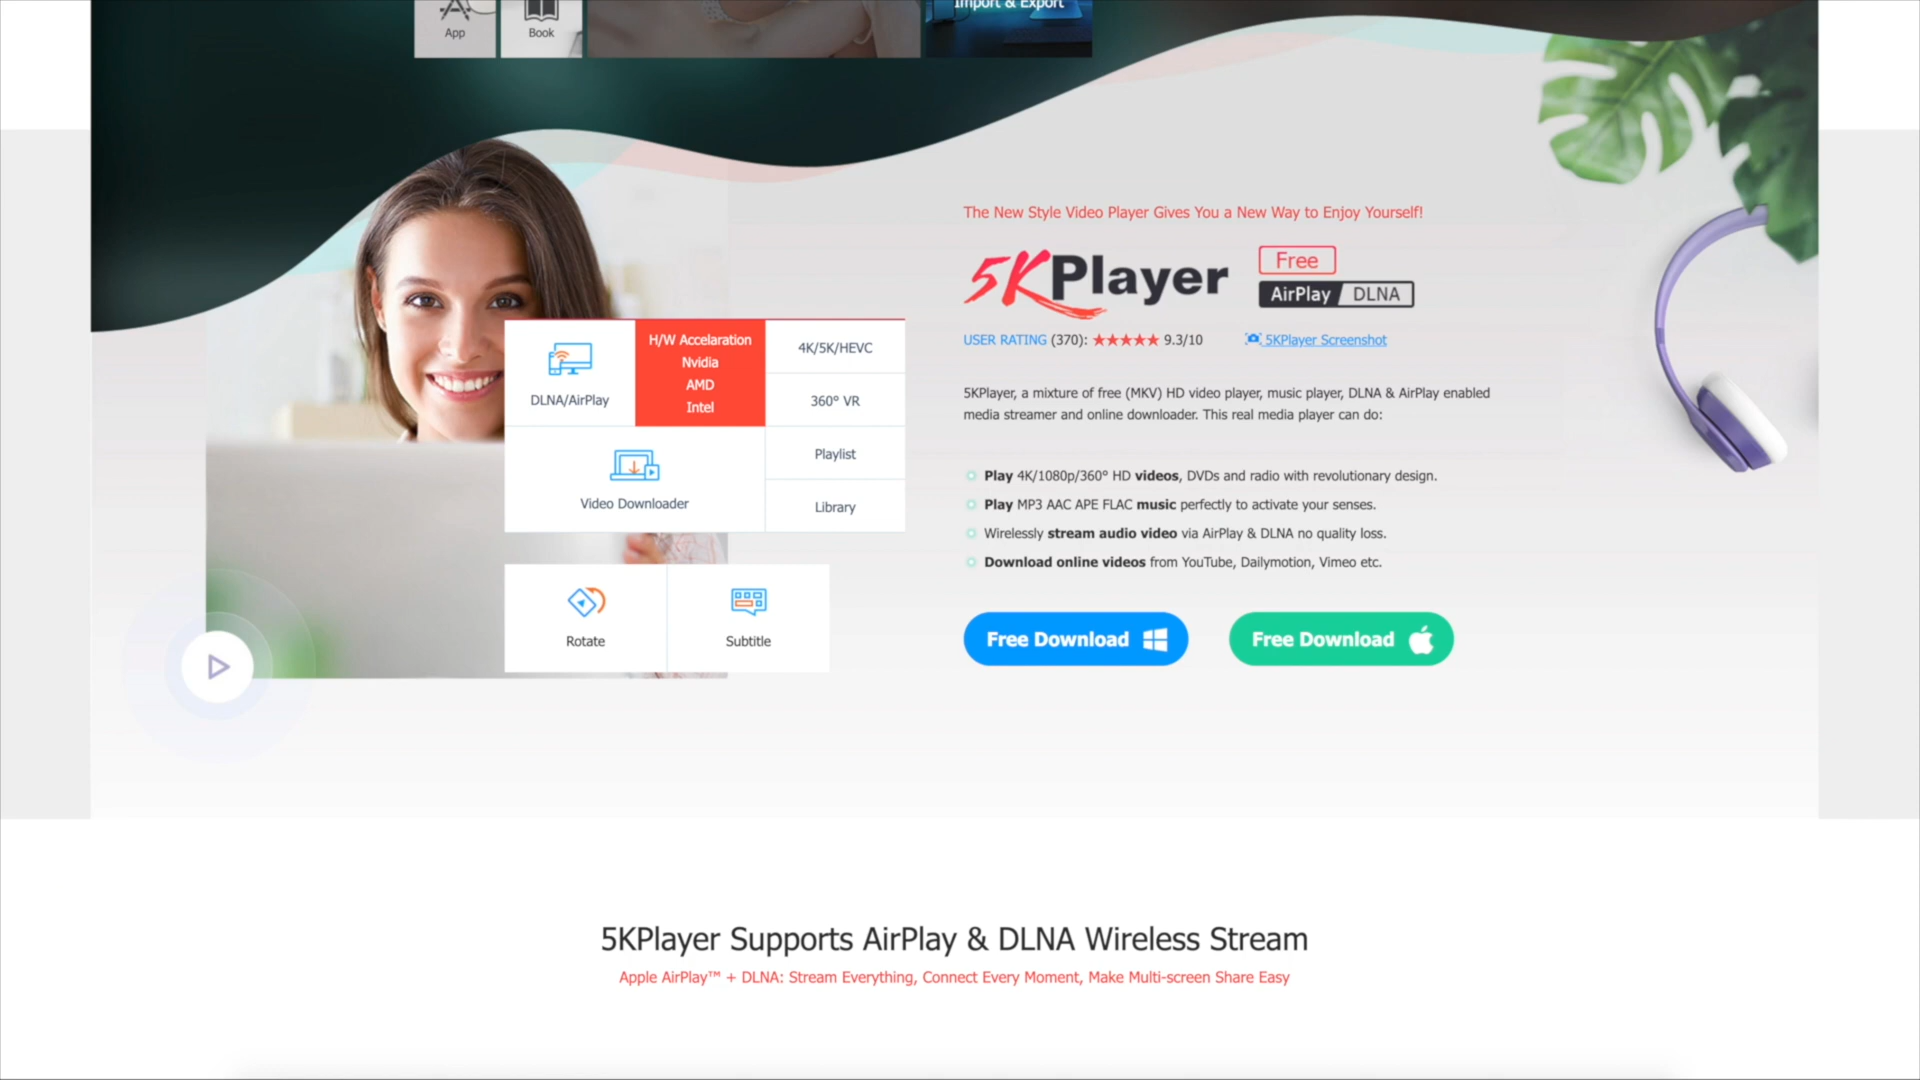 App
Book
Import & Export
The New Style Video Player Gives You a New Way to Enjoy Yourself!
5KPlayer
Free
AirPlay DLNA
USER RATING (370): ★★★★★ 9.3/10
5KPlayer Screenshot
5KPlayer, a mixture of free (MKV) HD video player, music player, DLNA & AirPlay enabled
media streamer and online downloader. This real media player can do:
Play 4K/1080p/360° HD videos, DVDs and radio with revolutionary design.
Play MP3 AAC APE FLAC music perfectly to activate your senses.
Wirelessly stream audio video via AirPlay & DLNA no quality loss.
Download online videos from YouTube, Dailymotion, Vimeo etc.
Free Download
Free Download
DLNA/AirPlay
H/W Accelaration
Nvidia
AMD
Intel
4K/5K/HEVC
360° VR
Video Downloader
Playlist
Library
Rotate
Subtitle
5KPlayer Supports AirPlay & DLNA Wireless Stream
Apple AirPlay™ + DLNA: Stream Everything, Connect Every Moment, Make Multi-screen Share Easy